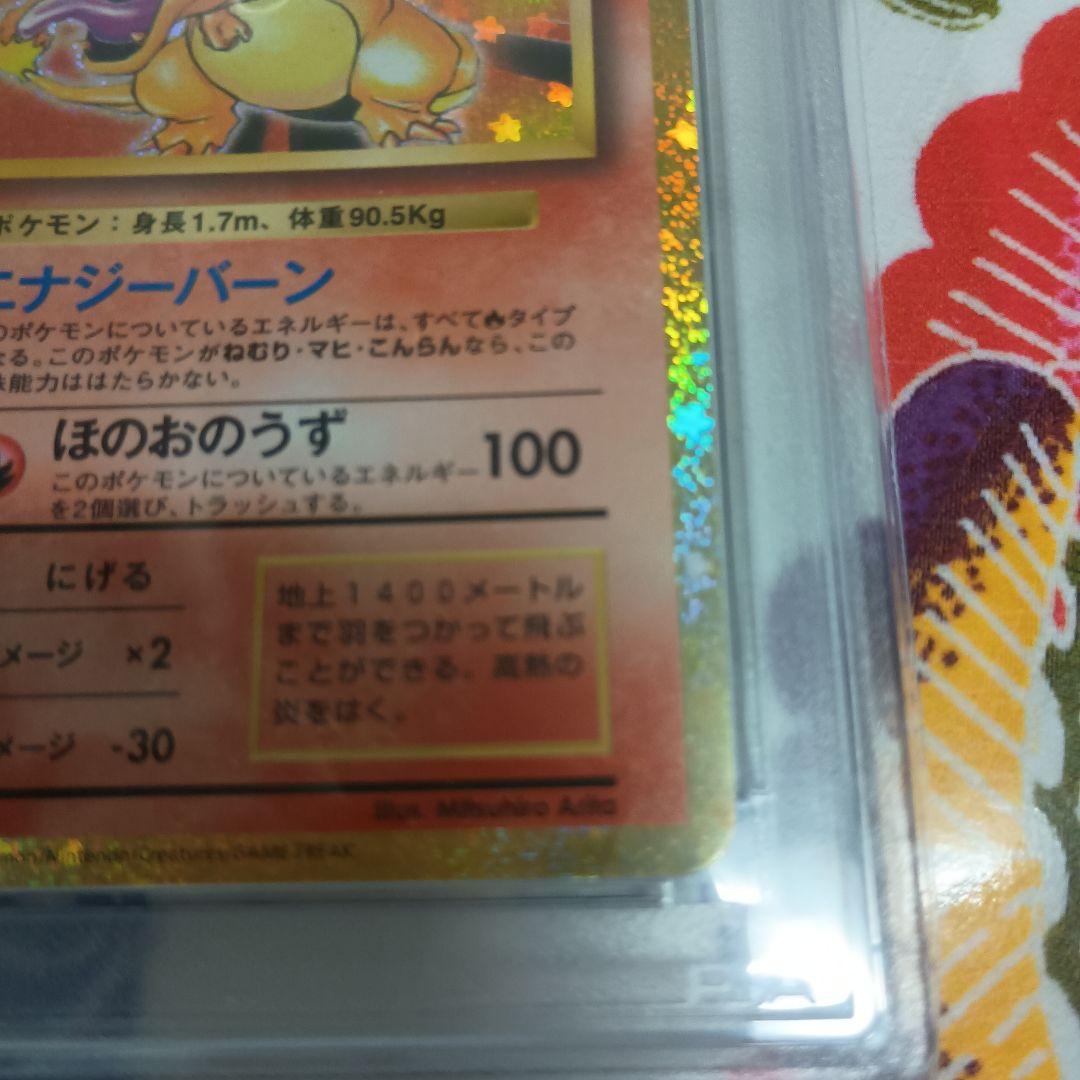 ポケモン：身長1.7m、体重90.5Kg
エナジーバーン
のポケモンについているエネルギーは、すべてタイプ
なる。このポケモンがねむり・マヒ・こんらんなら、この
殊能力ははたらかない。
ほのおのうず 100
このポケモンについているエネルギー
を2個選び、トラッシュする。
にげる
メージ ×2
メージ -30
地上1400メートル
まで羽をつかって飛ぶ
ことができる。高熱の
炎をはく。
Illus. Mitsuhiro Arita
mon/Nintendo/Creatures/GAME FREAK